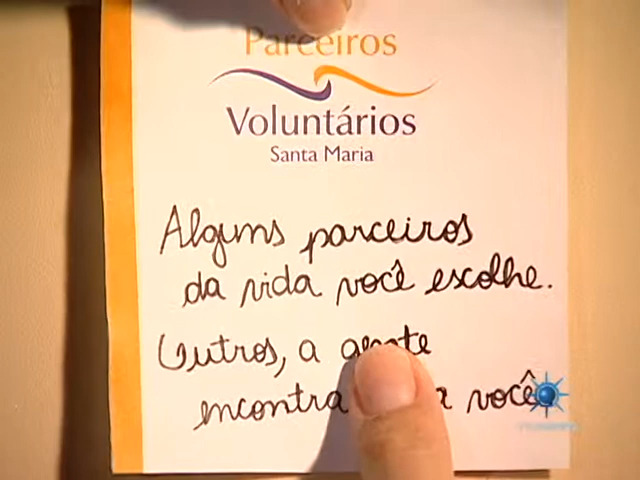 Parceiros
Voluntários
Santa Maria
Alguns parceiros
da vida você escolhe.
Outros, a gente
encontra você